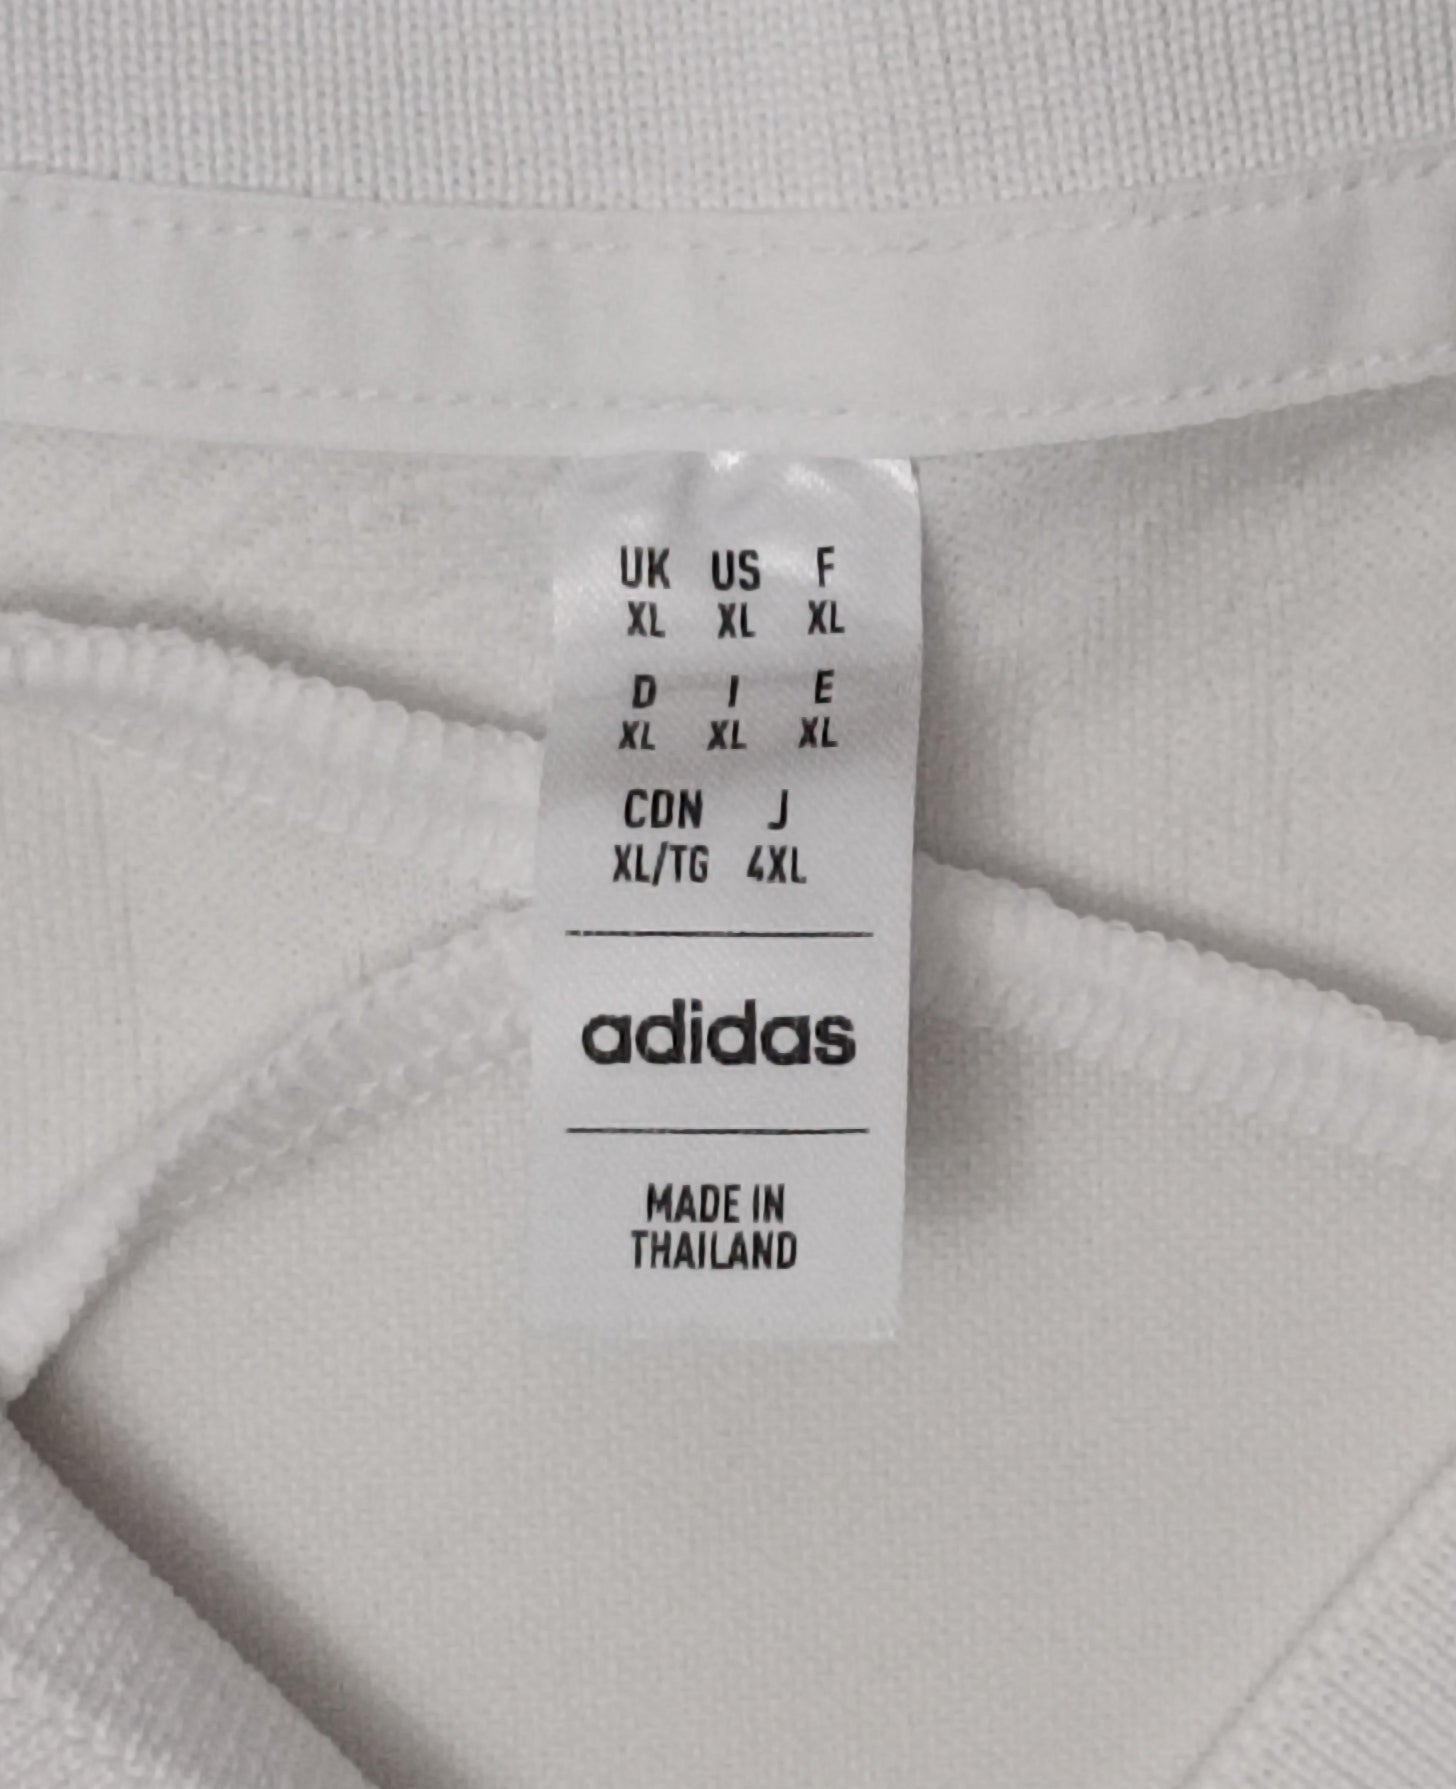 UK US F
XL XL XL
D I E
XL XL XL
CDN J
XL/TG 4XL
adidas
MADE IN
THAILAND